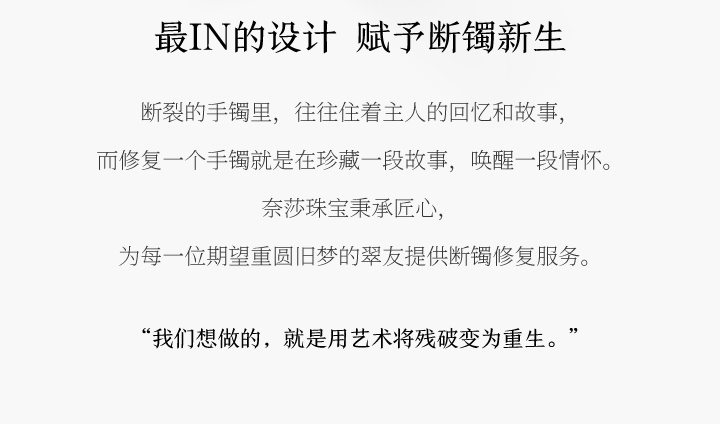 最IN的设计 赋予断镯新生
断裂的手镯里，往往住着主人的回忆和故事，
而修复一个手镯就是在珍藏一段故事，唤醒一段情怀。
奈莎珠宝秉承匠心，
为每一位期望重圆旧梦的翠友提供断镯修复服务。
“我们想做的，就是用艺术将残破变为重生。”